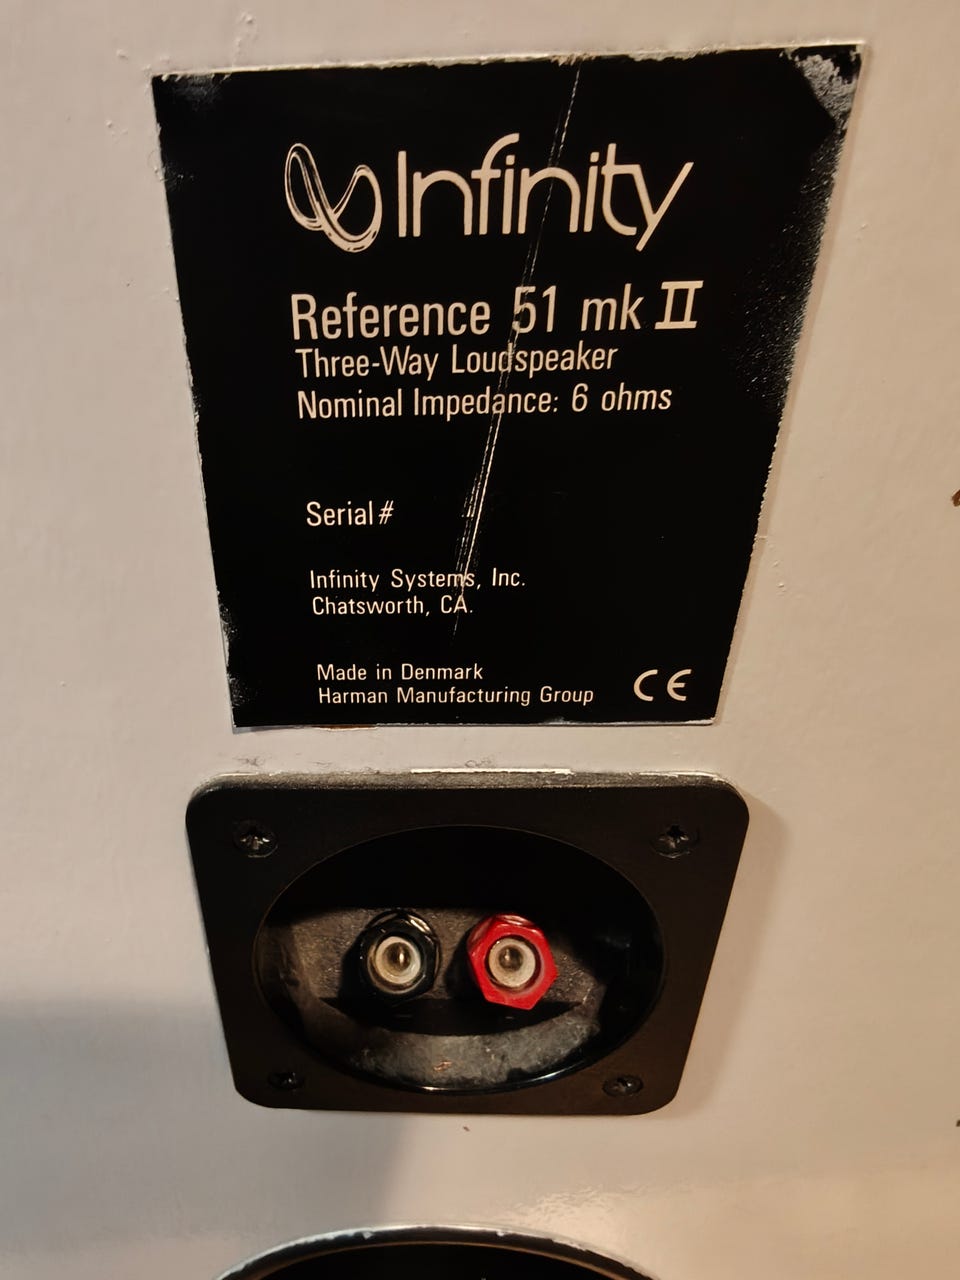 Infinity
Reference 51 mk II
Three-Way Loudspeaker
Nominal Impedance: 6 ohms
Serial#
Infinity Systems, Inc.
Chatsworth, CA.
Made in Denmark
Harman Manufacturing Group
CE